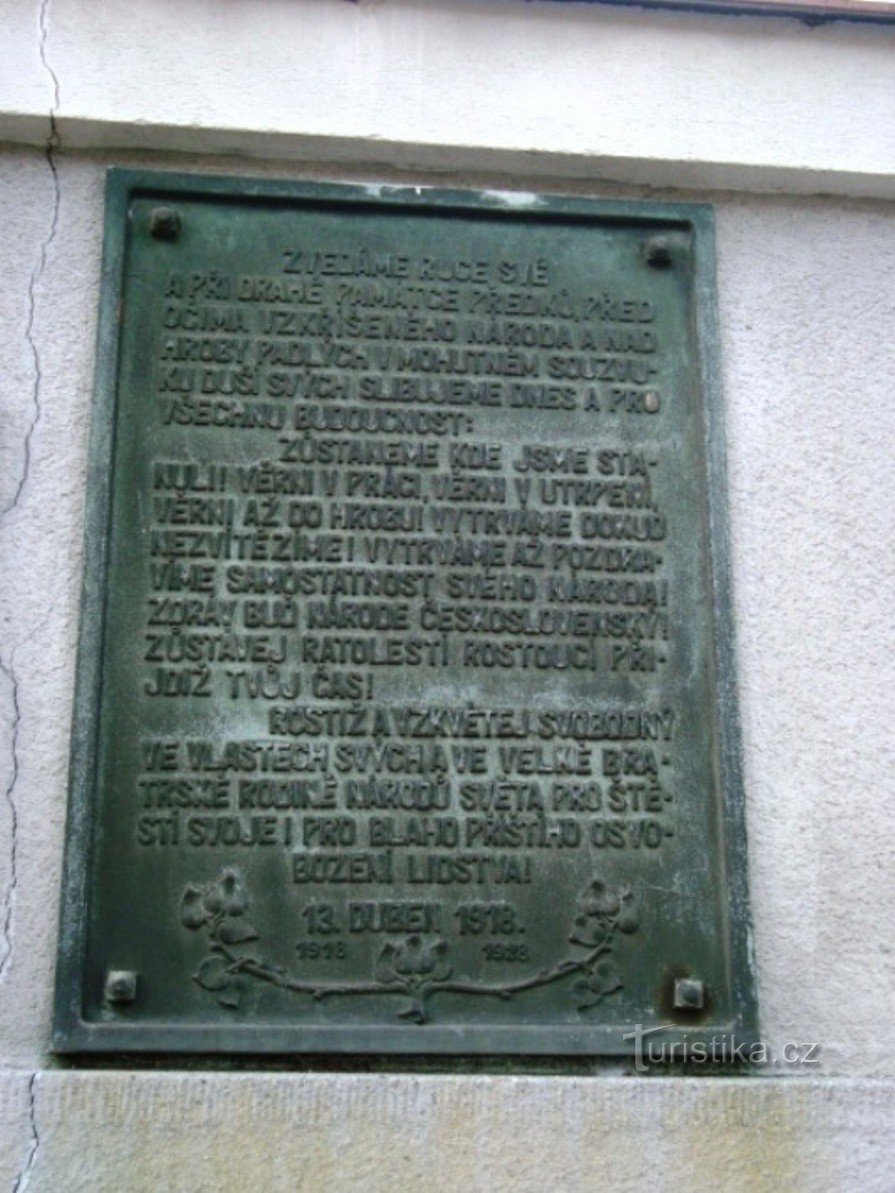 ZVEDÁME RUCE SVÉ
A PŘI DRAHÉ PAMÁTCE PŘEDKŮ, PŘED
OČIMA VZKŘÍŠENÉHO NÁRODA A NAD
HROBY PADLÝCH V MOHUTNÉM SOUZVU-
KU DUŠÍ SVÝCH SLIBUJEME DNES A PRO
VŠECHNU BUDOUCNOST:
ZŮSTANEME KDE JSME STA-
NULI! VĚRNI V PRÁCI, VĚRNI V UTRPENÍ,
VĚRNI AŽ DO HROBU! VYTRVÁME DOKUD
NEZVÍTĚZÍME! VYTRVÁME AŽ POZDRA-
VÍME SAMOSTATNOST SVÉHO NÁRODA!
ZDRÁV BUĎ NÁRODE ČESKOSLOVENSKÝ!
ZŮSTAVEJ RATOLESTÍ ROSTOUCÍ PŘI-
JDIŽ TVŮJ ČAS!
ROSTIŽ A VZKVÉTEJ SVOBODNÝ
VE VLASTECH SVÝCH A VE VELKÉ BRA-
TRSKÉ RODINĚ NÁRODŮ SVĚTA PRO ŠTĚ-
STÍ SVOJE I PRO BLAHO PŘÍŠTÍHO OSVO-
BOZENÍ LIDSTVA!
13. DUBEN 1918.
1918 1928
Turistika.cz